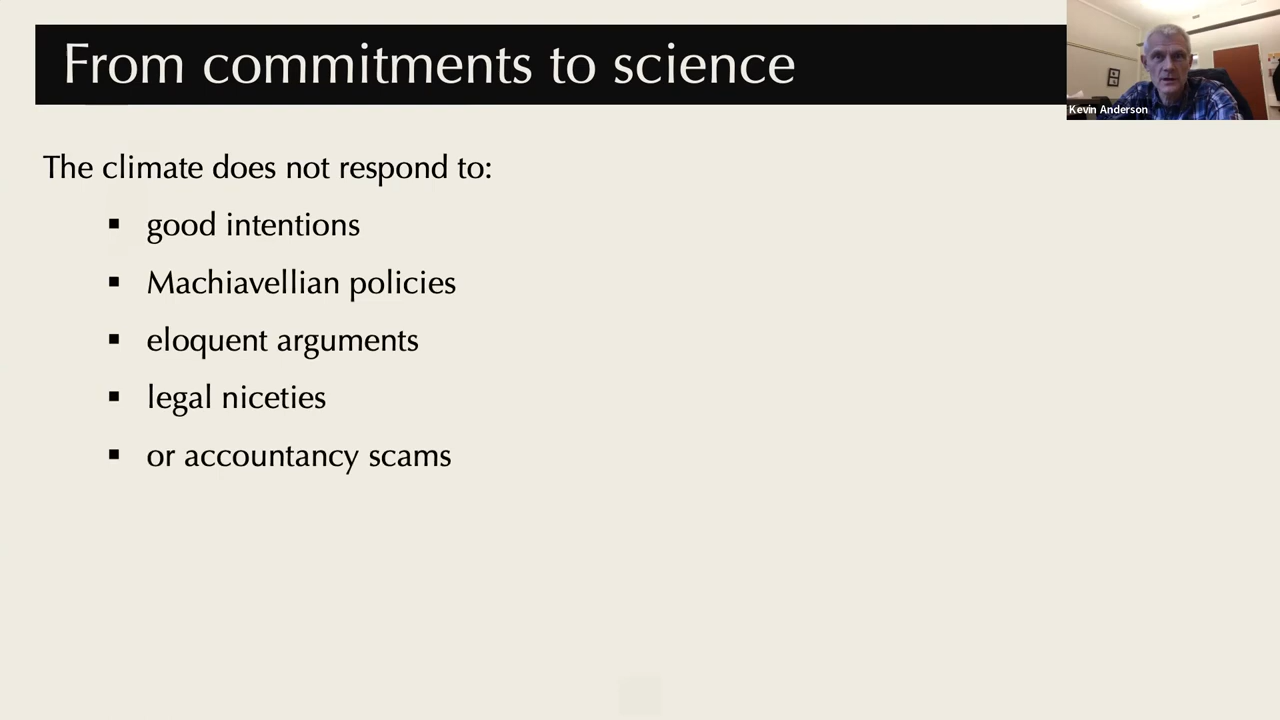 From commitments to science
Kevin Anderson
The climate does not respond to:
▪ good intentions
▪ Machiavellian policies
▪ eloquent arguments
▪ legal niceties
▪ or accountancy scams